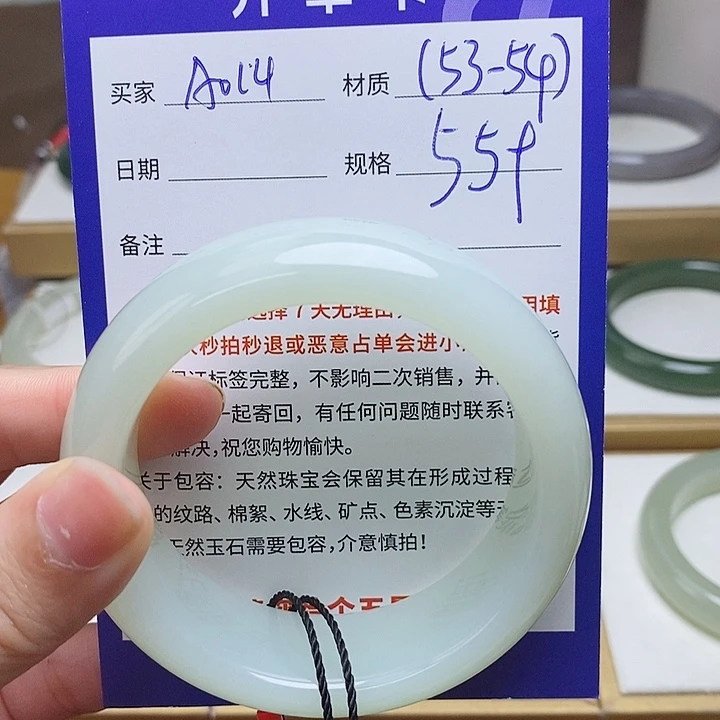 买家 A014 材质 (53-54)
日期 规格 554
备注
选择7天无理由
秒拍秒退或恶意占单会进小
标签完整，不影响二次销售，并
一起寄回，有任何问题随时联系
解决，祝您购物愉快。
关于包容：天然珠宝会保留其在形成过程
的纹路、棉絮、水线、矿点、色素沉淀等
天然玉石需要包容，介意慎拍！